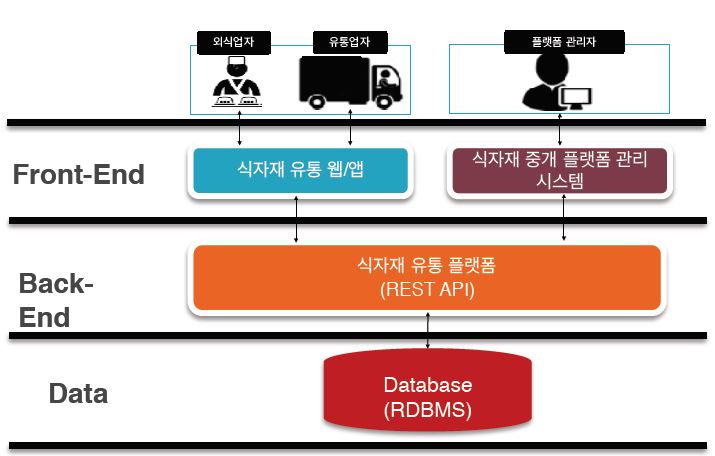 외식업자
유통업자
플랫폼 관리자
Front-End
식자재 유통 웹/앱
식자재 중개 플랫폼 관리
시스템
Back-
End
식자재 유통 플랫폼
(REST API)
Data
Database
(RDBMS)